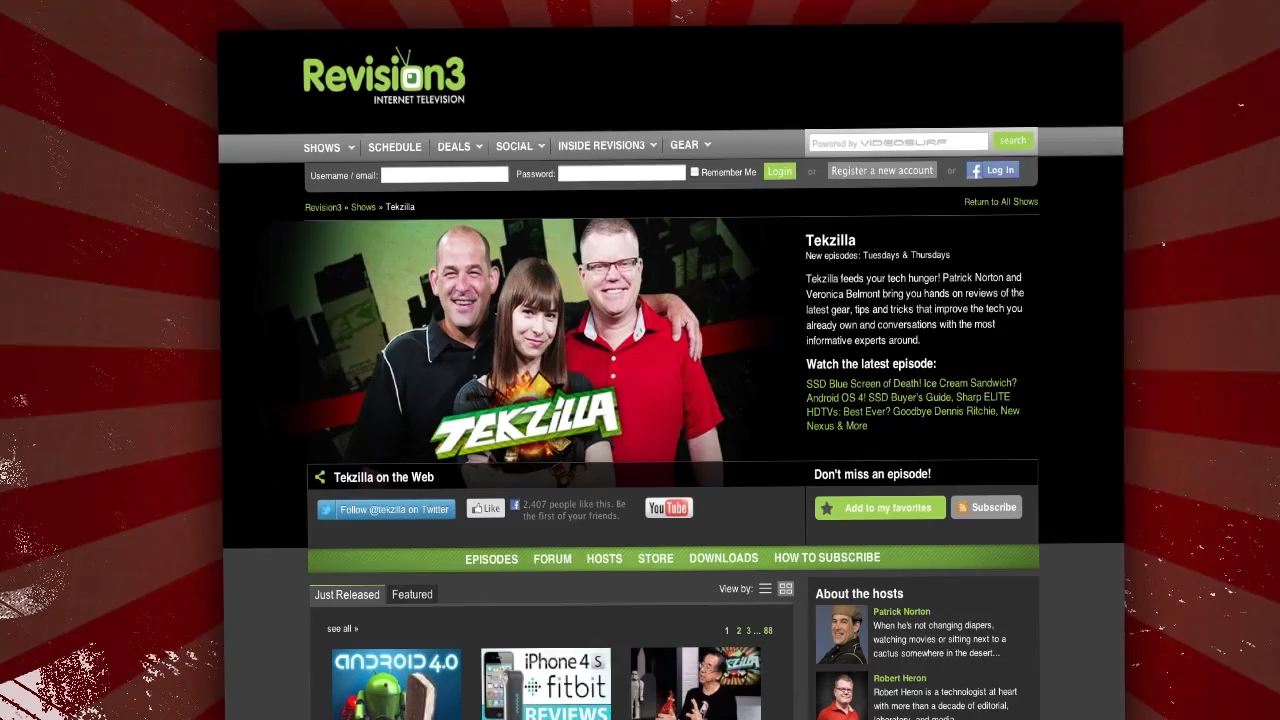 Revision3
INTERNET TELEVISION
SHOWS
SCHEDULE
DEALS
SOCIAL
INSIDE REVISION3
GEAR
Powered by VIDEOSURF
search
Username / email:
Password:
Remember Me
Login
or
Register a new account
or
Log In
Revision3 » Shows » Tekzilla
Return to All Shows
Tekzilla
New episodes: Tuesdays & Thursdays
Tekzilla feeds your tech hunger! Patrick Norton and
Veronica Belmont bring you hands on reviews of the
latest gear, tips and tricks that improve the tech you
already own and conversations with the most
informative experts around.
Watch the latest episode:
SSD Blue Screen of Death! Ice Cream Sandwich?
Android OS 4! SSD Buyer's Guide, Sharp ELITE
HDTVs: Best Ever? Goodbye Dennis Ritchie, New
Nexus & More
TEKZILLA
Tekzilla on the Web
Don't miss an episode!
Follow @tekzilla on Twitter
Like
2,407 people like this. Be
the first of your friends.
YouTube
Add to my favorites
Subscribe
EPISODES
FORUM
HOSTS
STORE
DOWNLOADS
HOW TO SUBSCRIBE
Just Released
Featured
View by:
see all »
1 2 3 ... 88
ANDROID 4.0
iPhone 4S
fitbit
REVIEWS
TEKZILLA
About the hosts
Patrick Norton
When he's not changing diapers,
watching movies or sitting next to a
cactus somewhere in the desert...
Robert Heron
Robert Heron is a technologist at heart
with more than a decade of editorial,
laboratory, and media